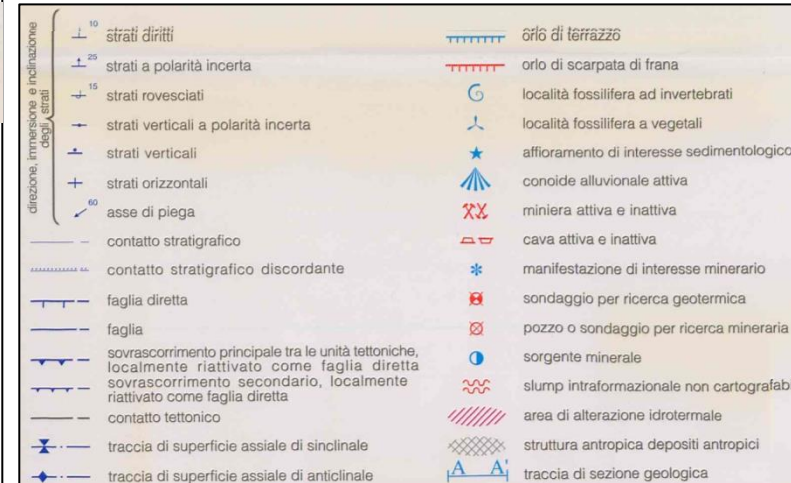 direzione, immersione e inclinazione
degli strati
10
strati diritti
25
strati a polarità incerta
15
strati rovesciati
strati verticali a polarità incerta
strati verticali
strati orizzontali
60
asse di piega
contatto stratigrafico
contatto stratigrafico discordante
faglia diretta
faglia
sovrascorrimento principale tra le unità tettoniche,
localmente riattivato come faglia diretta
sovrascorrimento secondario, localmente
riattivato come faglia diretta
contatto tettonico
traccia di superficie assiale di sinclinale
traccia di superficie assiale di anticlinale
orlo di terrazzo
orlo di scarpata di frana
località fossilifera ad invertebrati
località fossilifera a vegetali
affioramento di interesse sedimentologico
conoide alluvionale attiva
miniera attiva e inattiva
cava attiva e inattiva
manifestazione di interesse minerario
sondaggio per ricerca geotermica
pozzo o sondaggio per ricerca mineraria
sorgente minerale
slump intraformazionale non cartografab
area di alterazione idrotermale
struttura antropica depositi antropici
A A'
traccia di sezione geologica